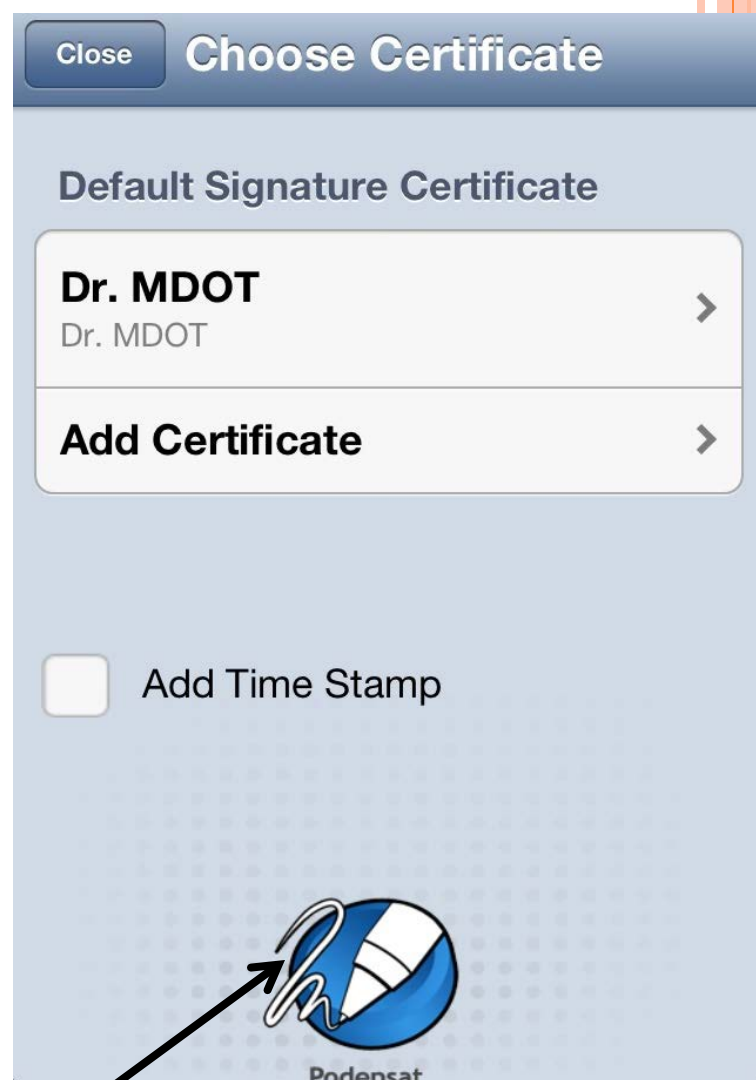 Close Choose Certificate
Default Signature Certificate
Dr. MDOT
Dr. MDOT
Add Certificate
Add Time Stamp
Podensat